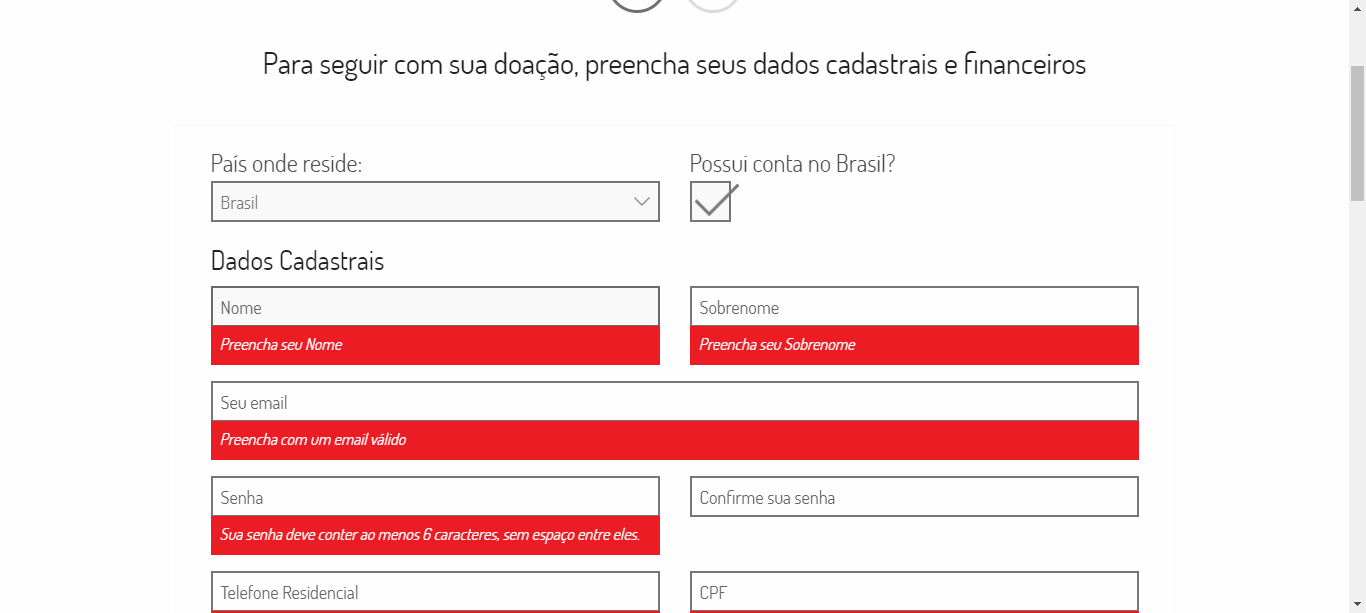 Para seguir com sua doação, preencha seus dados cadastrais e financeiros
País onde reside:
Possui conta no Brasil?
Brasil
Dados Cadastrais
Nome
Sobrenome
Preencha seu Nome
Preencha seu Sobrenome
Seu email
Preencha com um email válido
Senha
Confirme sua senha
Sua senha deve conter ao menos 6 caracteres, sem espaço entre eles.
Telefone Residencial
CPF